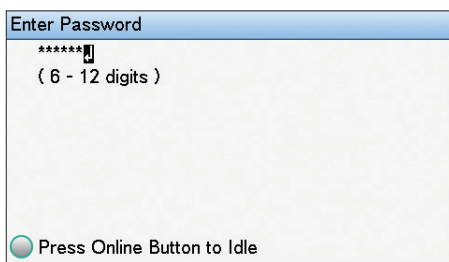 Enter Password
******↲
( 6 - 12 digits )
Press Online Button to Idle